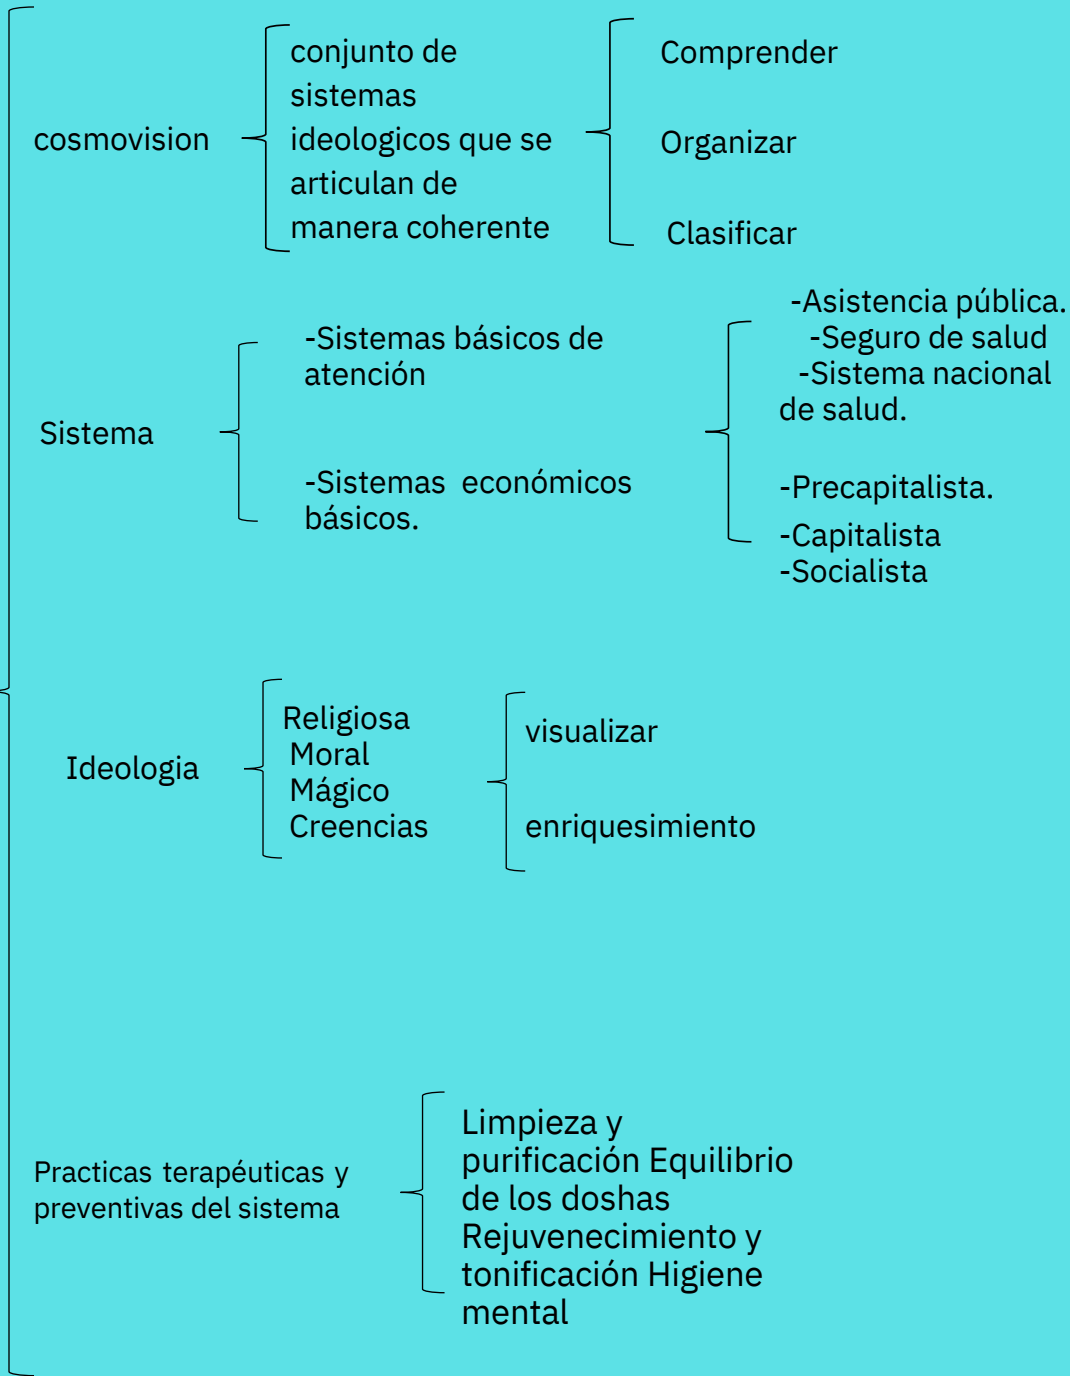 cosmovision
conjunto de
sistemas
ideologicos que se
articulan de
manera coherente
Comprender
Organizar
Clasificar
Sistema
-Sistemas básicos de
atención
-Sistemas económicos
básicos.
-Asistencia pública.
-Seguro de salud
-Sistema nacional
de salud.
-Precapitalista.
-Capitalista
-Socialista
Ideologia
Religiosa
Moral
Mágico
Creencias
visualizar
enriquesimiento
Practicas terapéuticas y
preventivas del sistema
Limpieza y
purificación Equilibrio
de los doshas
Rejuvenecimiento y
tonificación Higiene
mental